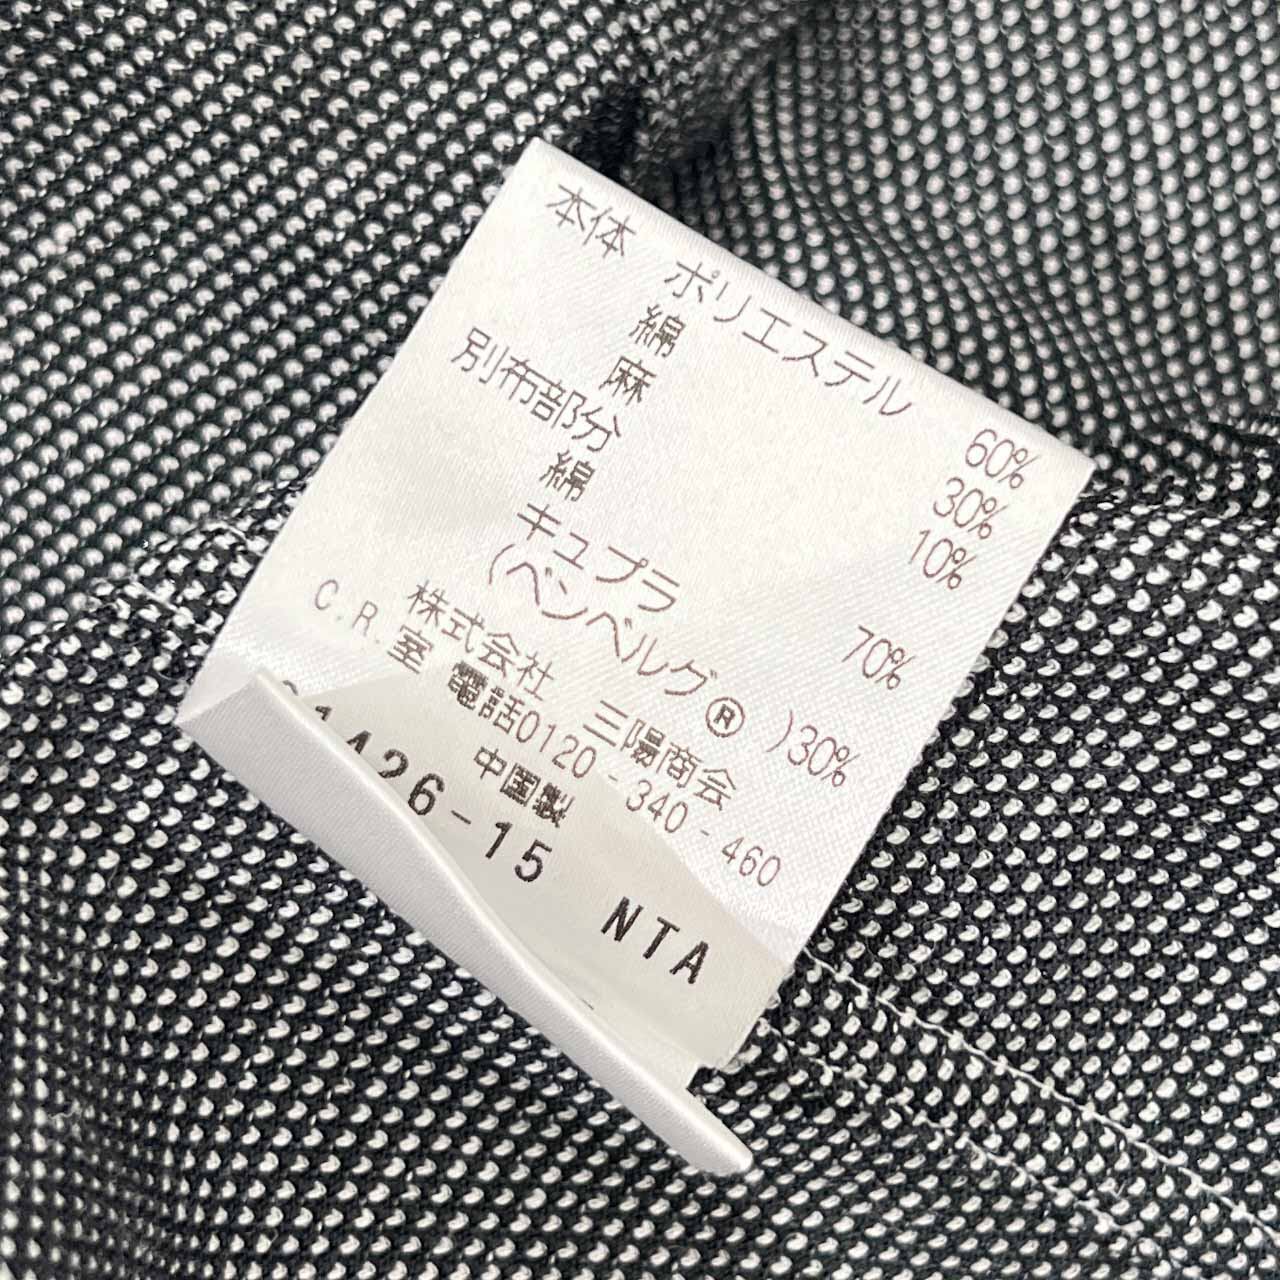 本体 ポリエステル 60%
綿 30%
麻 10%
別布部分
綿 70%
キュプラ
(ベンベルグ®)30%
株式会社 三陽商会
C.R.室 電話0120-340-460
中国製
26-15 NTA